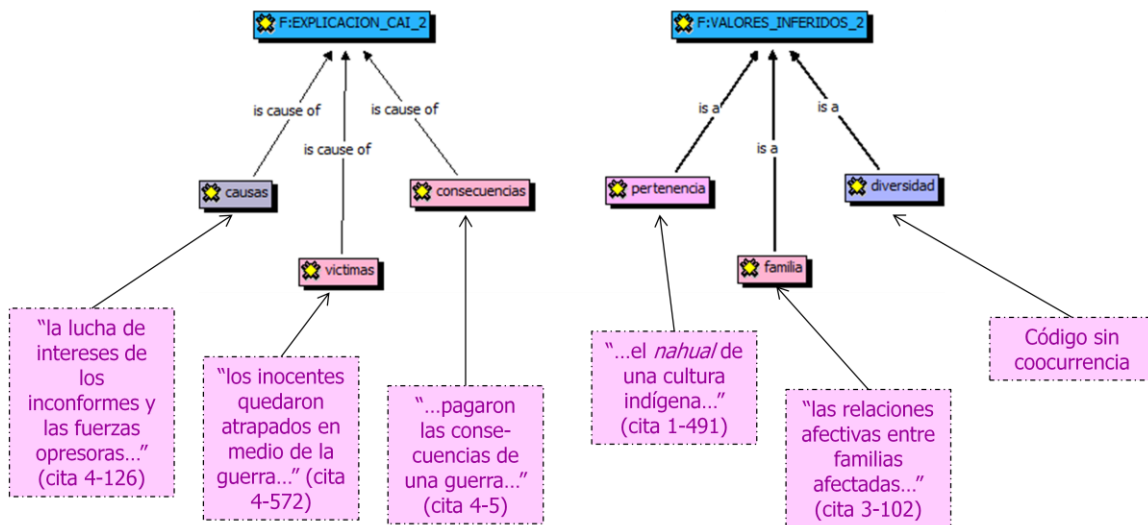 F:EXPLICACION_CAI_2
F:VALORES_INFERIDOS_2
is cause of
is cause of
is cause of
is a
is a
is a
causas
consecuencias
pertenencia
diversidad
victimas
familia
“la lucha de
intereses de
los
inconformes y
las fuerzas
opresoras...”
(cita 4-126)
“los inocentes
quedaron
atrapados en
medio de la
guerra...” (cita
4-572)
“...pagaron
las conse-
cuencias de
una guerra...”
(cita 4-5)
“...el nahual de
una cultura
indígena...”
(cita 1-491)
“las relaciones
afectivas entre
familias
afectadas...”
(cita 3-102)
Código sin
coocurrencia